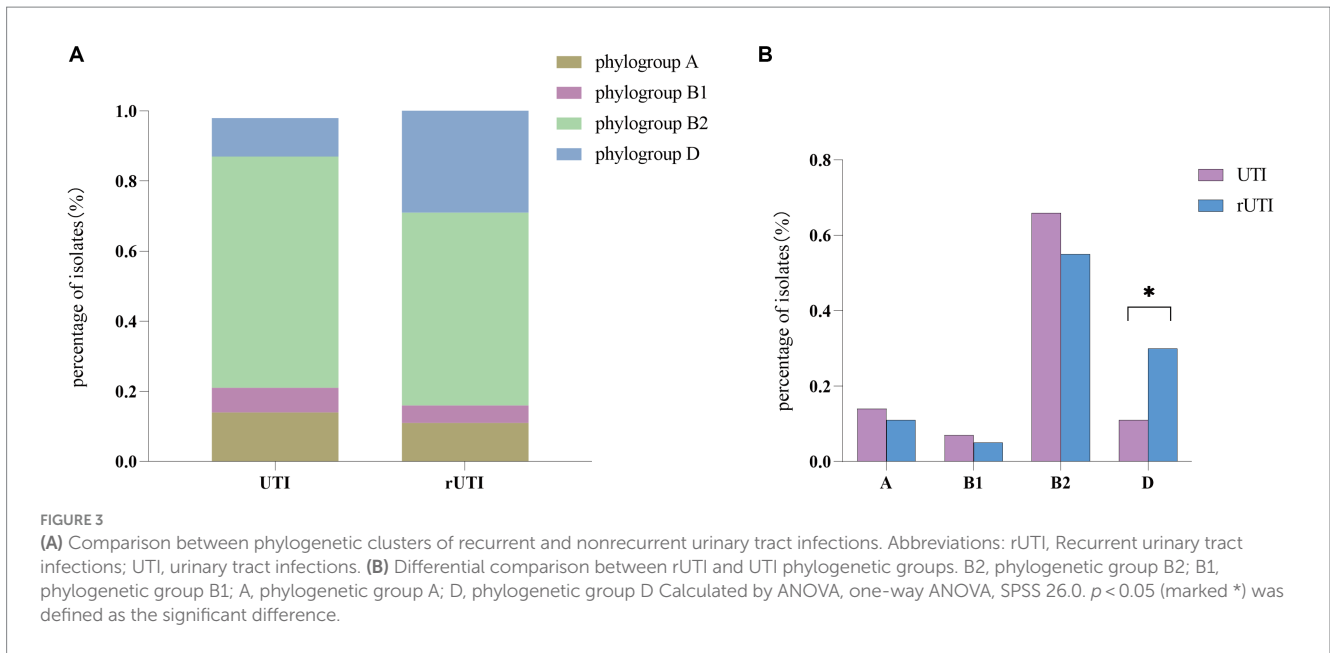 A
phylogroup A
phylogroup B1
phylogroup B2
phylogroup D
percentage of isolates(%)
1.0
0.8
0.6
0.4
0.2
0.0
UTI
rUTI
B
UTI
rUTI
percentage of isolates(%)
0.8
0.6
0.4
0.2
0.0
*
A
B1
B2
D
FIGURE 3
(A) Comparison between phylogenetic clusters of recurrent and nonrecurrent urinary tract infections. Abbreviations: rUTI, Recurrent urinary tract
infections; UTI, urinary tract infections. (B) Differential comparison between rUTI and UTI phylogenetic groups. B2, phylogenetic group B2; B1,
phylogenetic group B1; A, phylogenetic group A; D, phylogenetic group D Calculated by ANOVA, one-way ANOVA, SPSS 26.0. p < 0.05 (marked *) was
defined as the significant difference.